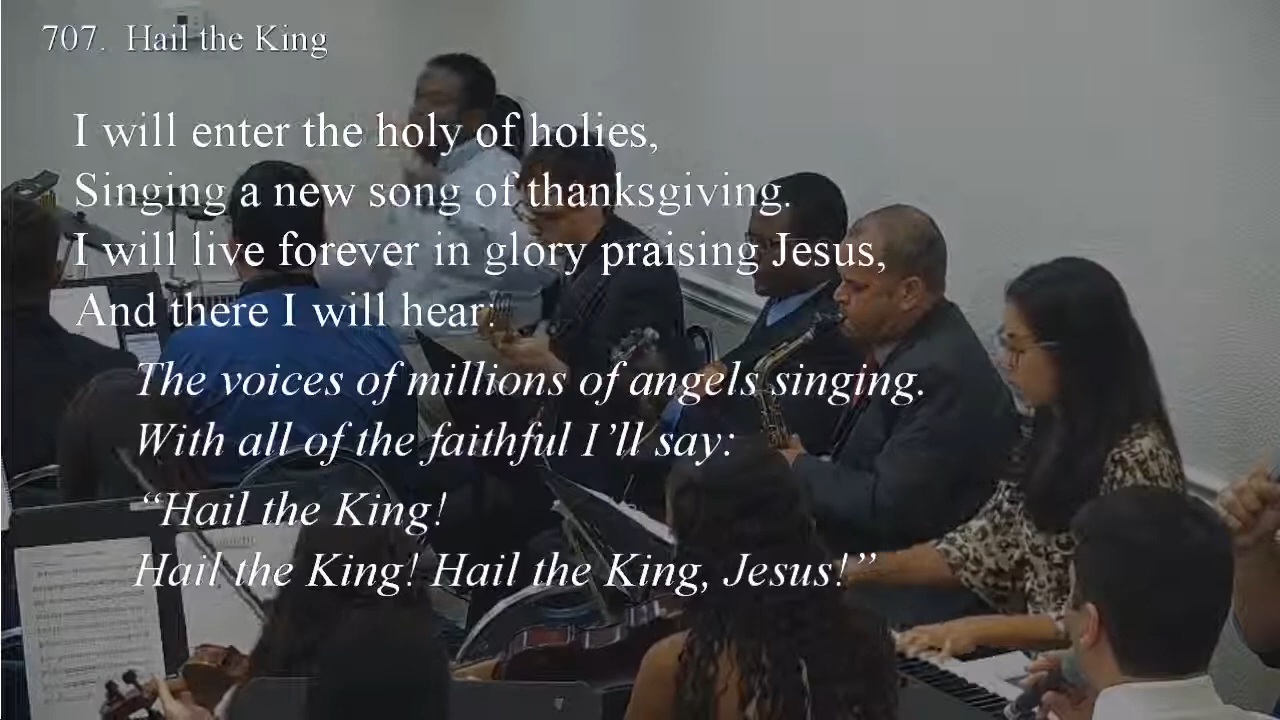 707. Hail the King
I will enter the holy of holies,
Singing a new song of thanksgiving.
I will live forever in glory praising Jesus,
And there I will hear:
The voices of millions of angels singing.
With all of the faithful I’ll say:
“Hail the King!
Hail the King! Hail the King, Jesus!”